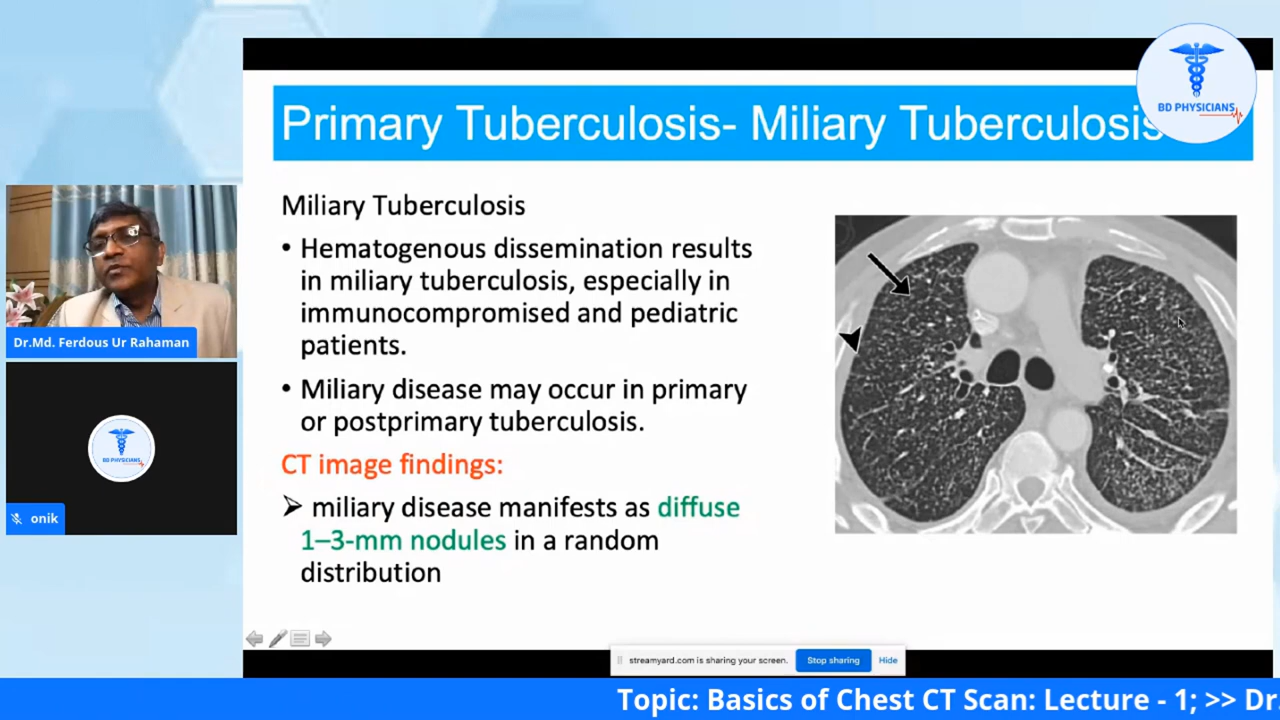 Primary Tuberculosis- Miliary Tuberculosis
BD PHYSICIANS
Miliary Tuberculosis
• Hematogenous dissemination results
in miliary tuberculosis, especially in
immunocompromised and pediatric
patients.
• Miliary disease may occur in primary
or postprimary tuberculosis.
CT image findings:
➢ miliary disease manifests as diffuse
1–3-mm nodules in a random
distribution
Dr.Md. Ferdous Ur Rahaman
BD PHYSICIANS
onik
streamyard.com is sharing your screen.
Stop sharing
Hide
Topic: Basics of Chest CT Scan: Lecture - 1; >> Dr.